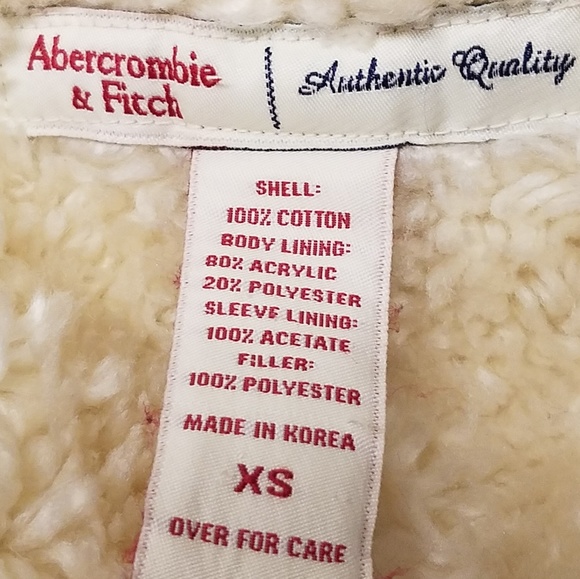 Abercrombie
& Fitch
Authentic Quality
SHELL:
100% COTTON
BODY LINING:
80% ACRYLIC
20% POLYESTER
SLEEVE LINING:
100% ACETATE
FILLER:
100% POLYESTER
MADE IN KOREA
XS
OVER FOR CARE